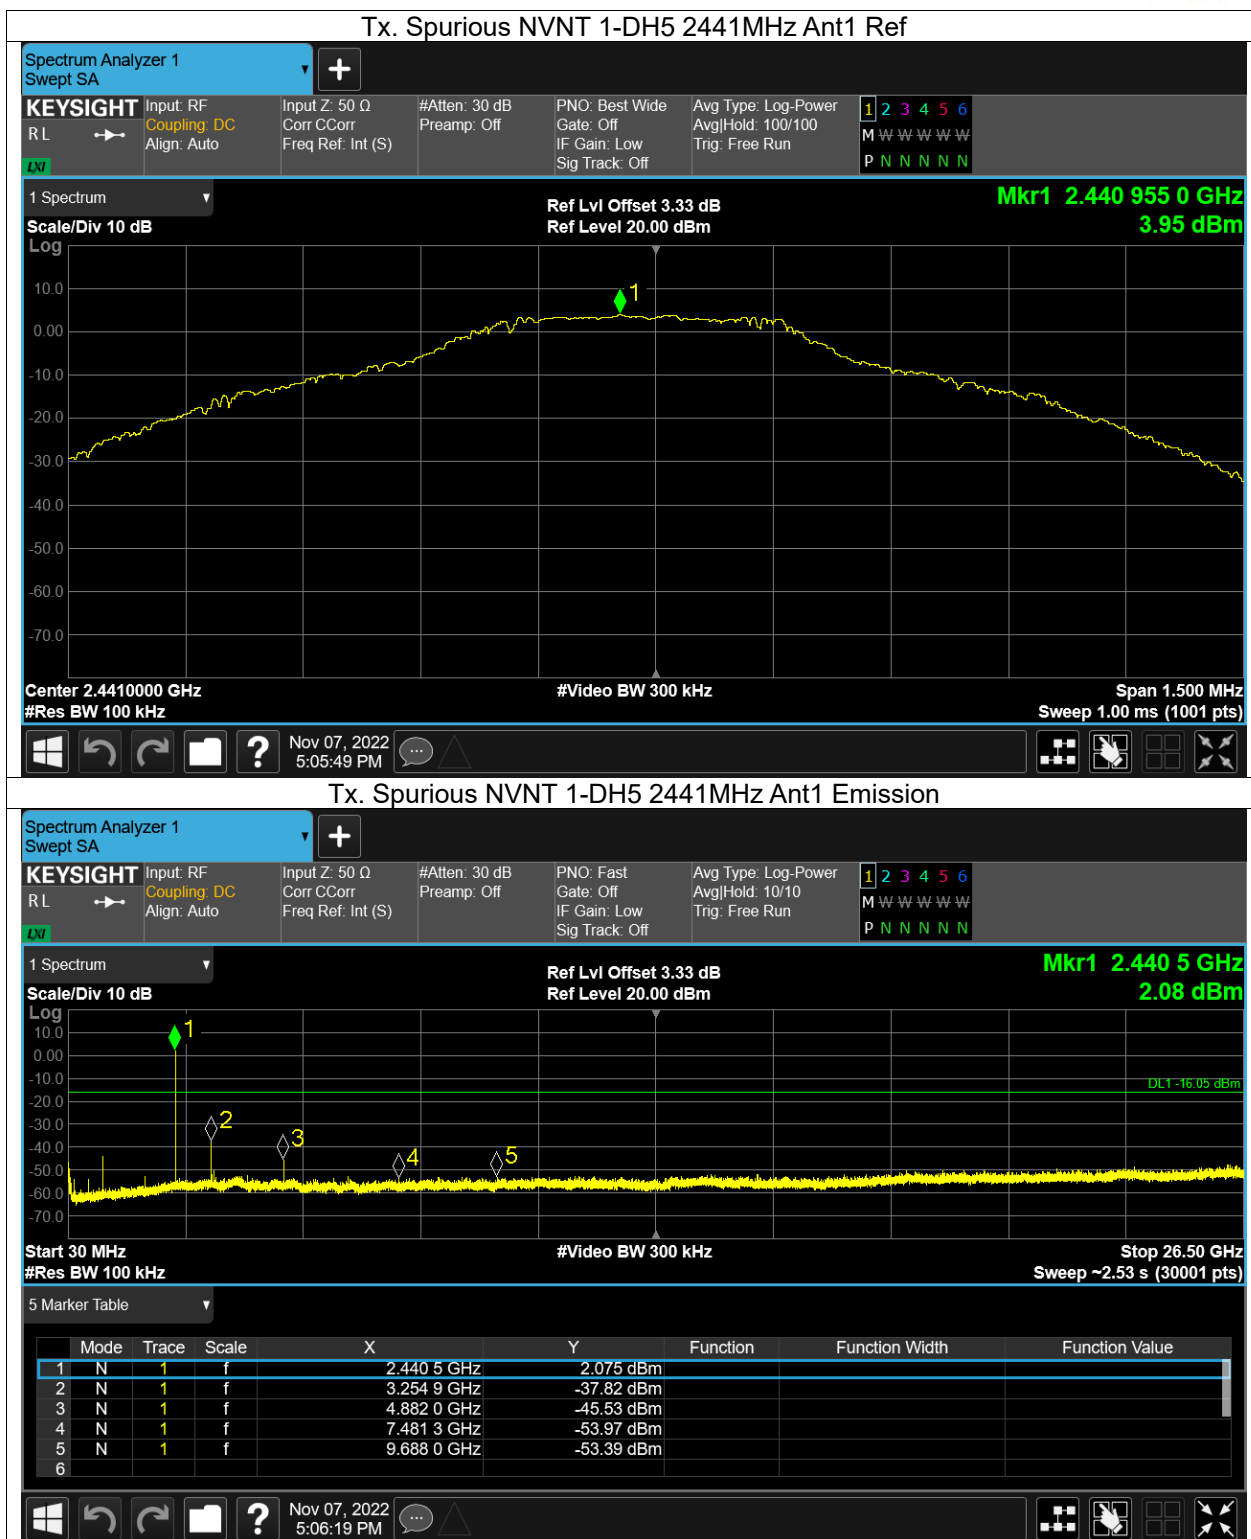 Tx. Spurious NVNT 1-DH5 2441MHz Ant1 Ref
Spectrum Analyzer 1
Swept SA
KEYSIGHT
RL
LXI
Input: RF
Coupling: DC
Align: Auto
Input Z: 50 Ω
Corr CCorr
Freq Ref: Int (S)
#Atten: 30 dB
Preamp: Off
PNO: Best Wide
Gate: Off
IF Gain: Low
Sig Track: Off
Avg Type: Log-Power
Avg|Hold: 100/100
Trig: Free Run
1 2 3 4 5 6
M W W W W W
P N N N N N
1 Spectrum
Scale/Div 10 dB
Ref Lvl Offset 3.33 dB
Ref Level 20.00 dBm
Mkr1 2.440 955 0 GHz
3.95 dBm
Log
10.0
0.00
-10.0
-20.0
-30.0
-40.0
-50.0
-60.0
-70.0
1
Center 2.4410000 GHz
#Res BW 100 kHz
#Video BW 300 kHz
Span 1.500 MHz
Sweep 1.00 ms (1001 pts)
?
Nov 07, 2022
5:05:49 PM
Tx. Spurious NVNT 1-DH5 2441MHz Ant1 Emission
Spectrum Analyzer 1
Swept SA
KEYSIGHT
RL
LXI
Input: RF
Coupling: DC
Align: Auto
Input Z: 50 Ω
Corr CCorr
Freq Ref: Int (S)
#Atten: 30 dB
Preamp: Off
PNO: Fast
Gate: Off
IF Gain: Low
Sig Track: Off
Avg Type: Log-Power
Avg|Hold: 10/10
Trig: Free Run
1 2 3 4 5 6
M W W W W W
P N N N N N
1 Spectrum
Scale/Div 10 dB
Ref Lvl Offset 3.33 dB
Ref Level 20.00 dBm
Mkr1 2.440 5 GHz
2.08 dBm
Log
10.0
0.00
-10.0
-20.0
-30.0
-40.0
-50.0
-60.0
-70.0
1
2
3
4
5
DL1 -16.05 dBm
Start 30 MHz
#Res BW 100 kHz
#Video BW 300 kHz
Stop 26.50 GHz
Sweep ~2.53 s (30001 pts)
5 Marker Table
Mode Trace Scale X Y Function Function Width Function Value
1 N 1 f 2.440 5 GHz 2.075 dBm
2 N 1 f 3.254 9 GHz -37.82 dBm
3 N 1 f 4.882 0 GHz -45.53 dBm
4 N 1 f 7.481 3 GHz -53.97 dBm
5 N 1 f 9.688 0 GHz -53.39 dBm
6
?
Nov 07, 2022
5:06:19 PM